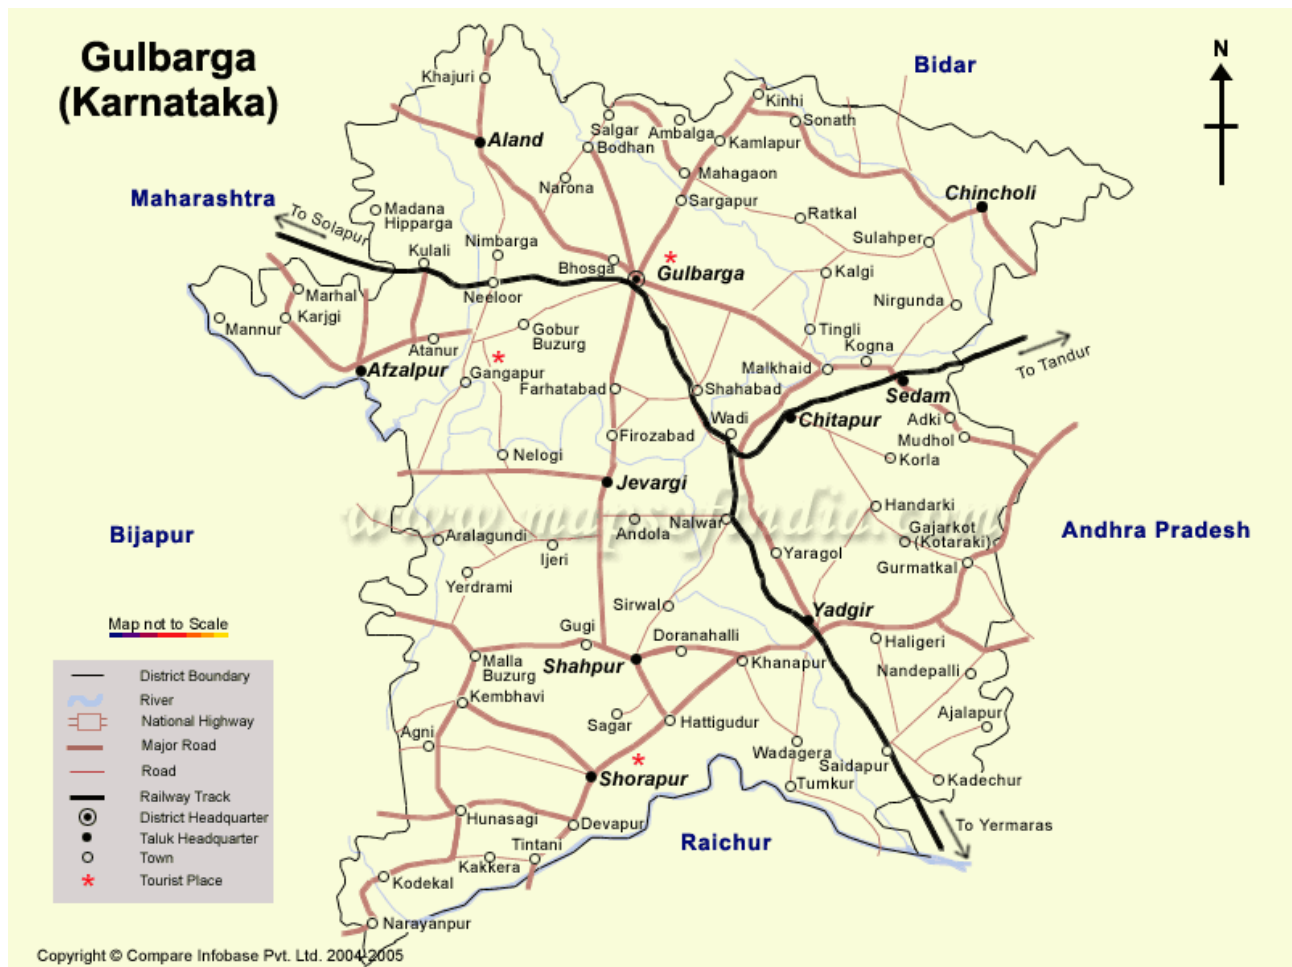 Gulbarga
(Karnataka)
Bidar
N
Khajuri
Kinhi
Sonath
Salgar
Ambalga
Aland
Bodhan
Kamlapur
Mahagaon
Narona
Chincholi
Maharashtra
Sargapur
Madana
Hipparga
To Solapur
Ratkal
Sulahper
Kulali
Nimbarga
Bhosga
Gulbarga
Kalgi
Neeloor
Marhal
Nirgunda
Mannur
Karjgi
Gobur
Buzurg
Tingli
Kogna
Atanur
To Tandur
Afzalpur
Gangapur
Malkhaid
Farhatabad
Shahabad
Sedam
Wadi
Chitapur
Adki
Firozabad
Mudhol
Nelogi
Korla
Jevargi
www.mapsofindia.com
Handarki
Nalwar
Bijapur
Aralagundi
Andola
Gajarkot
(Kotaraki)
Andhra Pradesh
Ijeri
Yaragol
Gurmatkal
Yerdrami
Sirwal
Yadgir
Map not to Scale
Gugi
Doranahalli
Haligeri
Malla
Buzurg
Shahpur
Khanapur
Nandepalli
District Boundary
River
National Highway
Major Road
Road
Railway Track
District Headquarter
Taluk Headquarter
Town
Tourist Place
Kembhavi
Sagar
Hattigudur
Ajalapur
Agni
Wadagera
Saidapur
Shorapur
Tumkur
Kadechur
Hunasagi
Devapur
To Yermaras
Raichur
Tintani
Kakkera
Kodekal
Narayanpur
Copyright © Compare Infobase Pvt. Ltd. 2004-2005